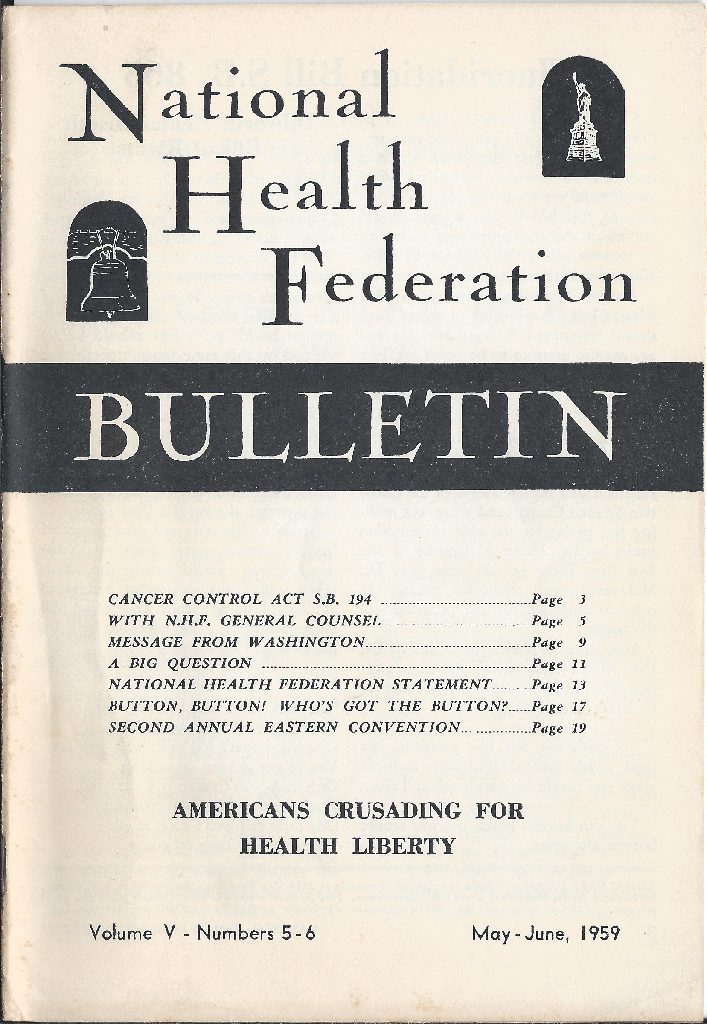 National
Health
Federation
BULLETIN
CANCER CONTROL ACT S.B. 194 ........ Page 3
WITH N.H.F. GENERAL COUNSEL ........ Page 5
MESSAGE FROM WASHINGTON ........ Page 9
A BIG QUESTION ........ Page 11
NATIONAL HEALTH FEDERATION STATEMENT ........ Page 13
BUTTON, BUTTON! WHO'S GOT THE BUTTON? ........ Page 17
SECOND ANNUAL EASTERN CONVENTION ........ Page 19
AMERICANS CRUSADING FOR
HEALTH LIBERTY
Volume V - Numbers 5-6 May-June, 1959